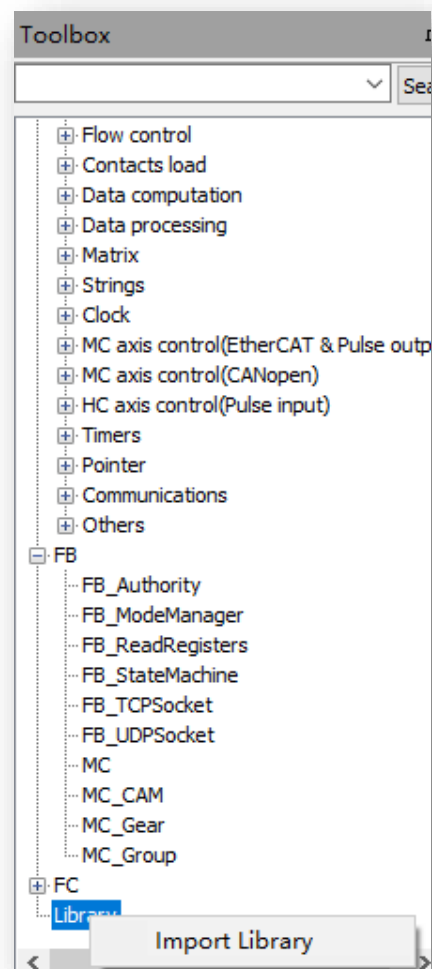 Toolbox
Sea
Flow control
Contacts load
Data computation
Data processing
Matrix
Strings
Clock
MC axis control(EtherCAT & Pulse outp
MC axis control(CANopen)
HC axis control(Pulse input)
Timers
Pointer
Communications
Others
FB
FB_Authority
FB_ModeManager
FB_ReadRegisters
FB_StateMachine
FB_TCPSocket
FB_UDPSocket
MC
MC_CAM
MC_Gear
MC_Group
FC
Library
Import Library